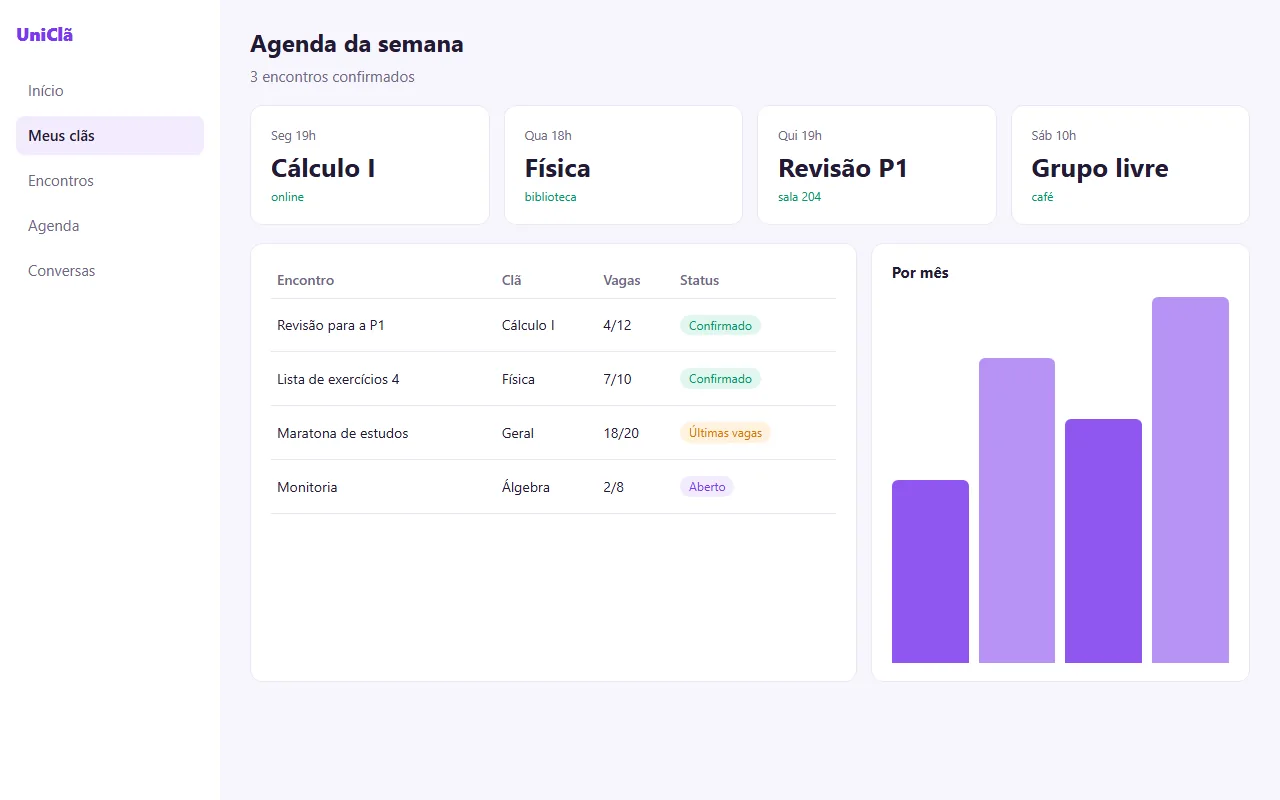 UniClã
Início
Meus clãs
Encontros
Agenda
Conversas
Agenda da semana
3 encontros confirmados
Seg 19h
Cálculo I
online
Qua 18h
Física
biblioteca
Qui 19h
Revisão P1
sala 204
Sáb 10h
Grupo livre
café
Encontro Clã Vagas Status
Revisão para a P1 Cálculo I 4/12 Confirmado
Lista de exercícios 4 Física 7/10 Confirmado
Maratona de estudos Geral 18/20 Últimas vagas
Monitoria Álgebra 2/8 Aberto
Por mês